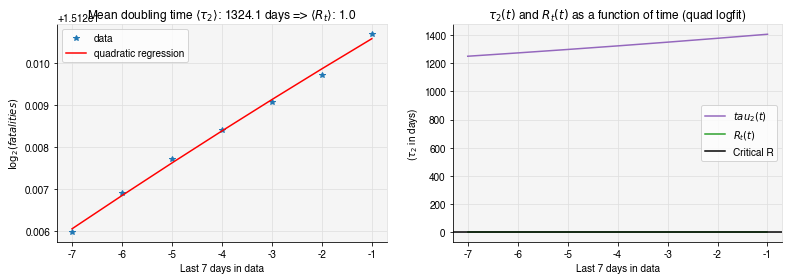 Mean doubling time ⟨τ₂⟩: 1324.1 days => ⟨Rₜ⟩: 1.0
data
quadratic regression
0.010
0.009
0.008
0.007
0.006
log₂(fatalities)
-7 -6 -5 -4 -3 -2 -1
Last 7 days in data
τ₂(t) and Rₜ(t) as a function of time (quad logfit)
1400
1200
1000
800
600
400
200
0
(τ₂ in days)
tau₂(t)
Rₜ(t)
Critical R
-7 -6 -5 -4 -3 -2 -1
Last 7 days in data